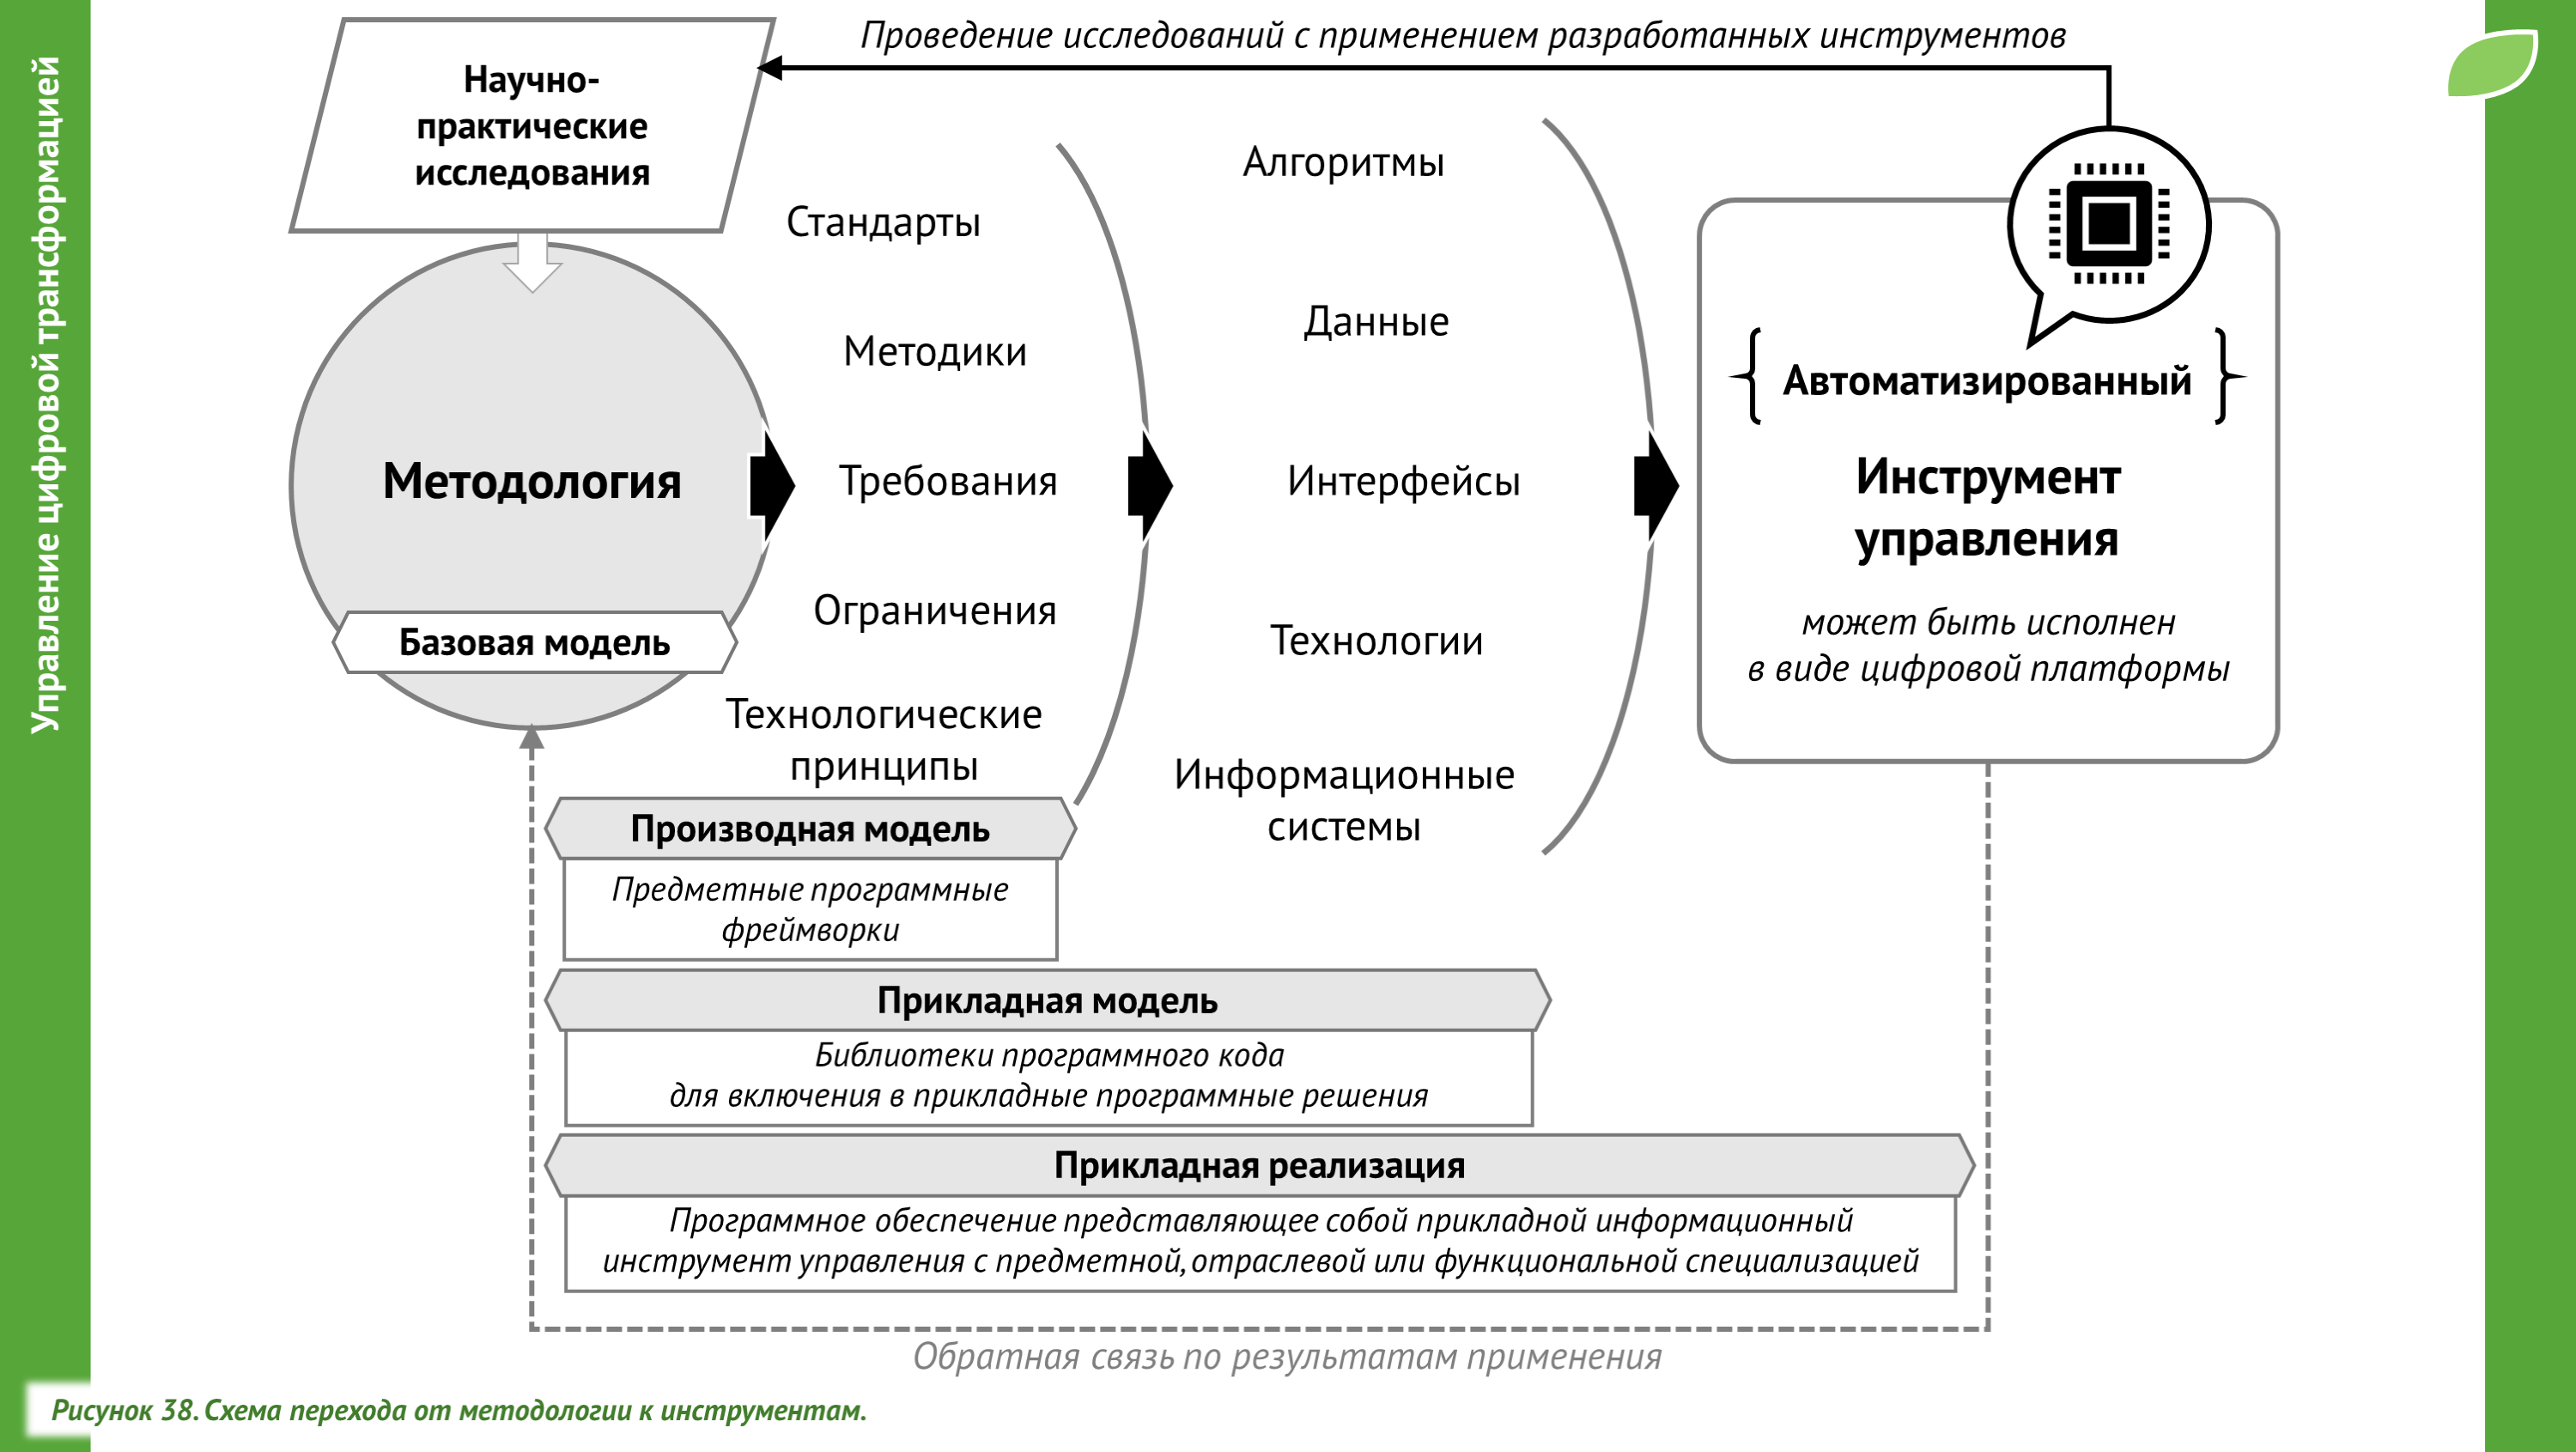 Управление цифровой трансформацией
Проведение исследований с применением разработанных инструментов
Научно-
практические
исследования
Методология
Базовая модель
Стандарты
Методики
Требования
Ограничения
Технологические
принципы
Алгоритмы
Данные
Интерфейсы
Технологии
Информационные
системы
Автоматизированный
Инструмент
управления
может быть исполнен
в виде цифровой платформы
Производная модель
Предметные программные
фреймворки
Прикладная модель
Библиотеки программного кода
для включения в прикладные программные решения
Прикладная реализация
Программное обеспечение представляющее собой прикладной информационный
инструмент управления с предметной, отраслевой или функциональной специализацией
Обратная связь по результатам применения
Рисунок 38. Схема перехода от методологии к инструментам.